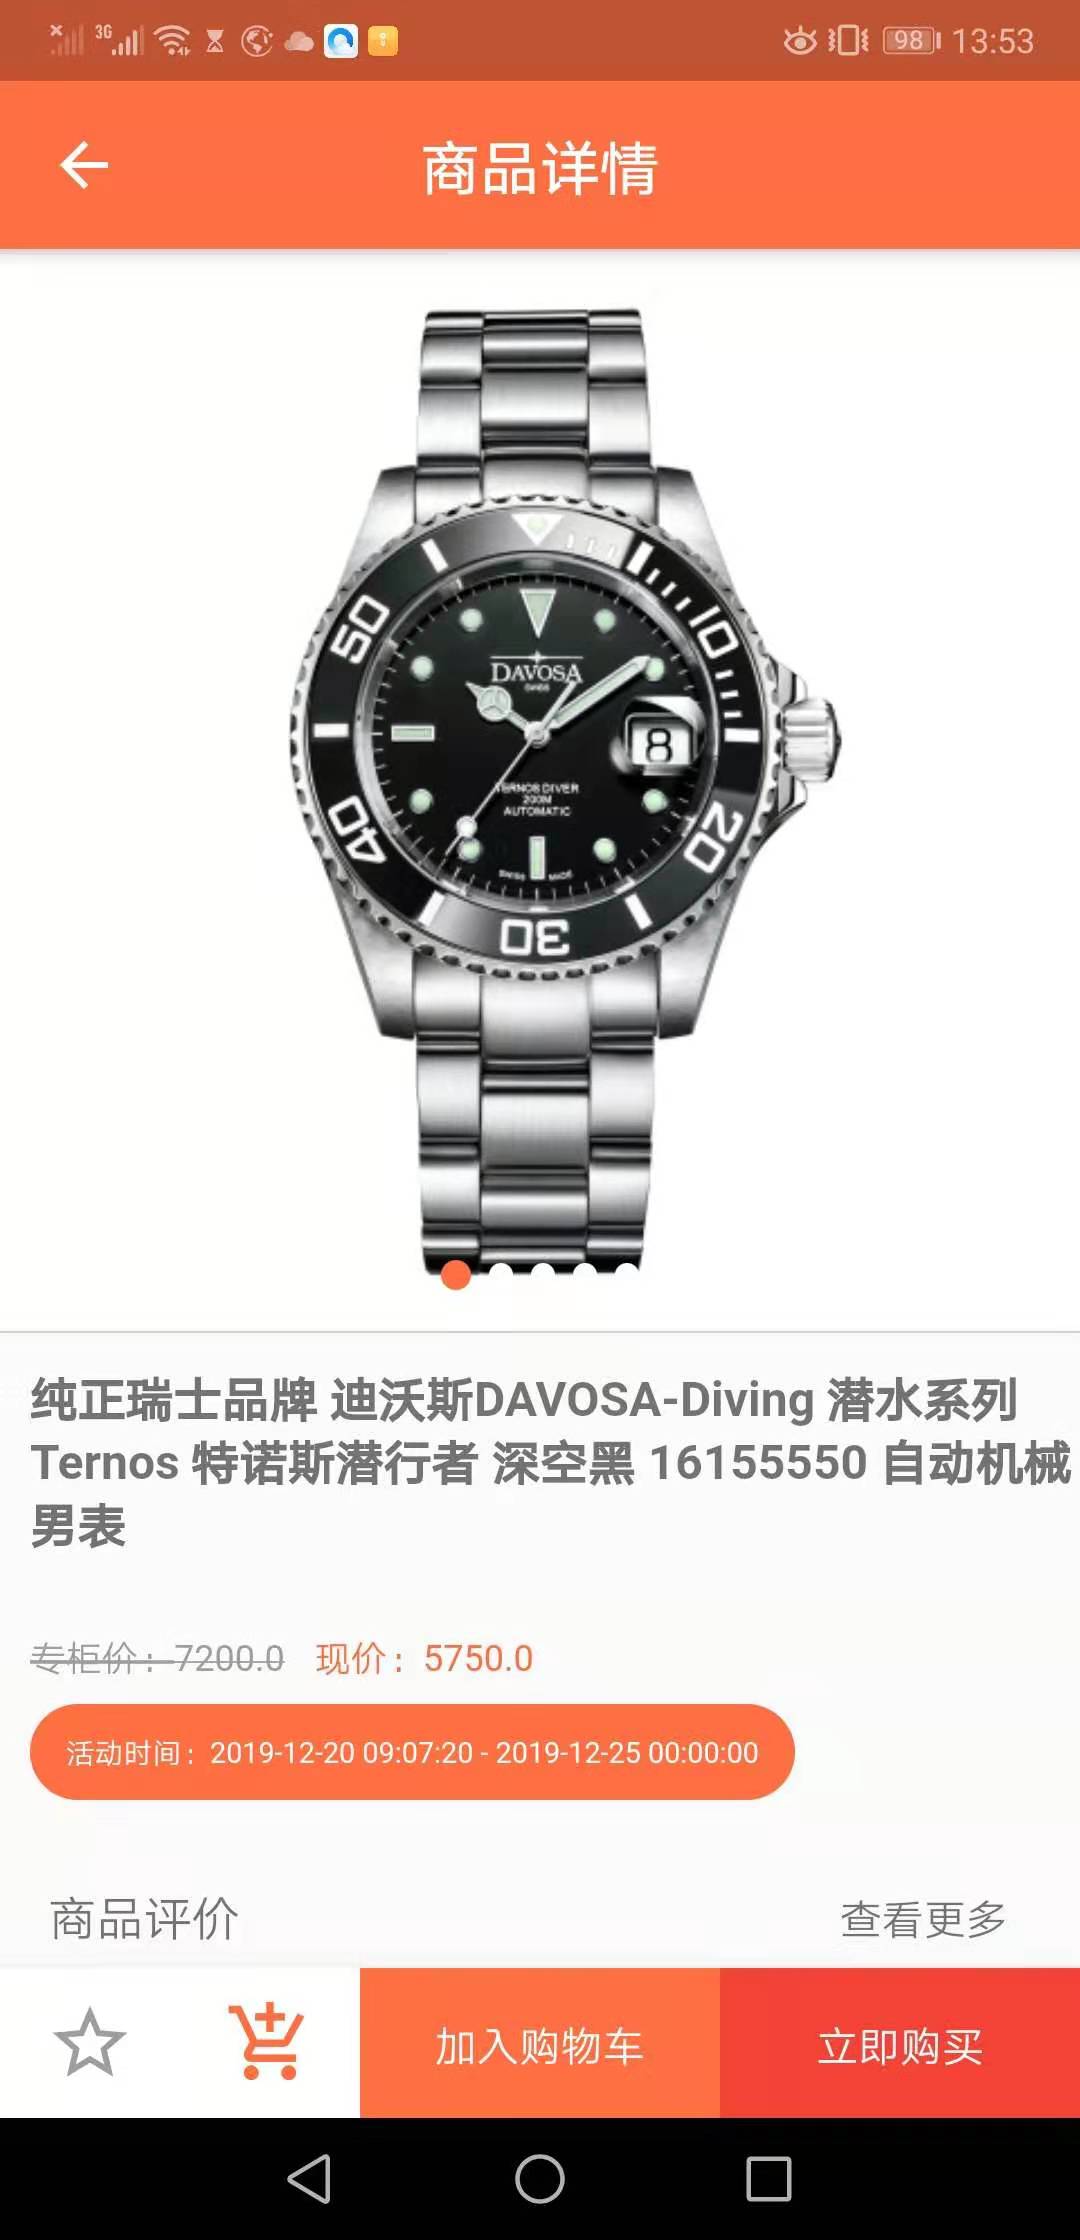 3G
98
13:53
商品详情
50
10
DAVOSA
SWISS
8
TERNOS DIVER
200M
AUTOMATIC
40
20
SWISS MADE
30
纯正瑞士品牌 迪沃斯DAVOSA-Diving 潜水系列
Ternos 特诺斯潜行者 深空黑 16155550 自动机械
男表
专柜价：7200.0 现价：5750.0
活动时间：2019-12-20 09:07:20 - 2019-12-25 00:00:00
商品评价
查看更多
加入购物车
立即购买